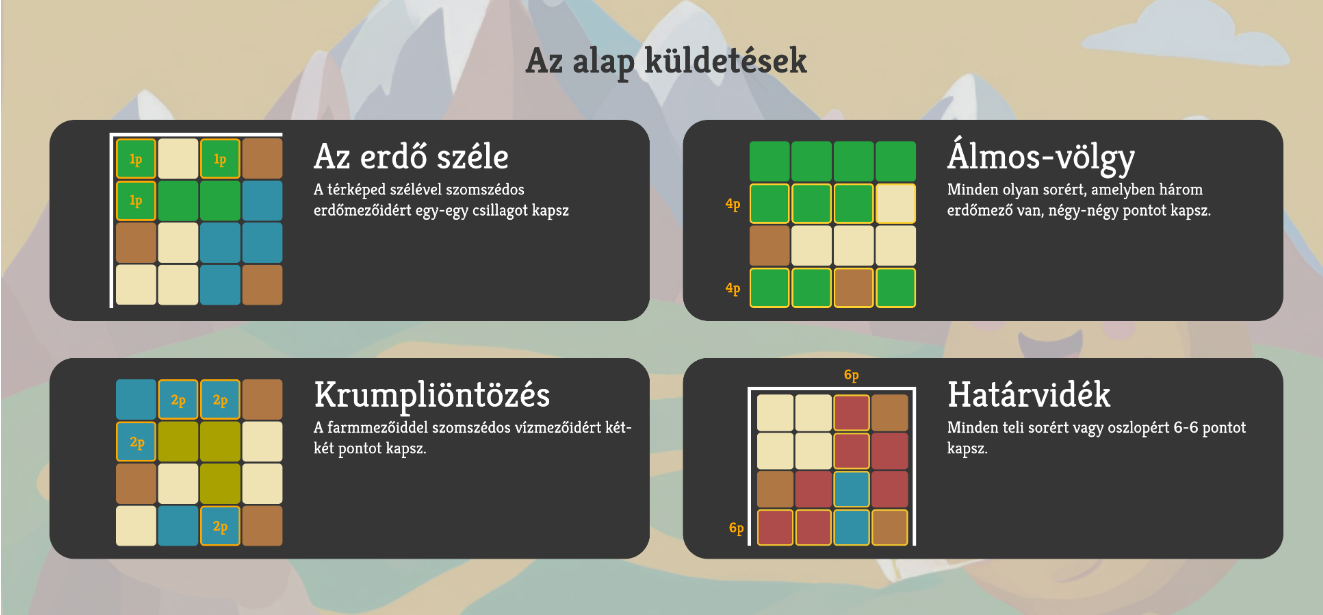 Az alap küldetések
1p
1p
1p
Az erdő széle
A térképed szélével szomszédos
erdőmezőidért egy-egy csillagot kapsz
4p
4p
Álmos-völgy
Minden olyan sorért, amelyben három
erdőmező van, négy-négy pontot kapsz.
2p
2p
2p
2p
Krumpliöntözés
A farmmezőiddel szomszédos vízmezőidért két-
két pontot kapsz.
6p
6p
Határvidék
Minden teli sorért vagy oszlopért 6-6 pontot
kapsz.